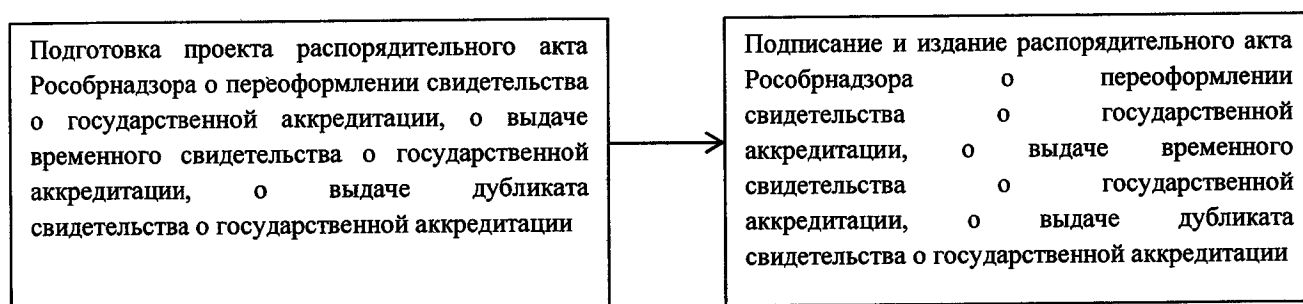 Подготовка проекта распорядительного акта
Рособрнадзора о переоформлении свидетельства
о государственной аккредитации, о выдаче
временного свидетельства о государственной
аккредитации, о выдаче дубликата
свидетельства о государственной аккредитации
Подписание и издание распорядительного акта
Рособрнадзора о переоформлении
свидетельства о государственной
аккредитации, о выдаче временного
свидетельства о государственной
аккредитации, о выдаче дубликата
свидетельства о государственной аккредитации